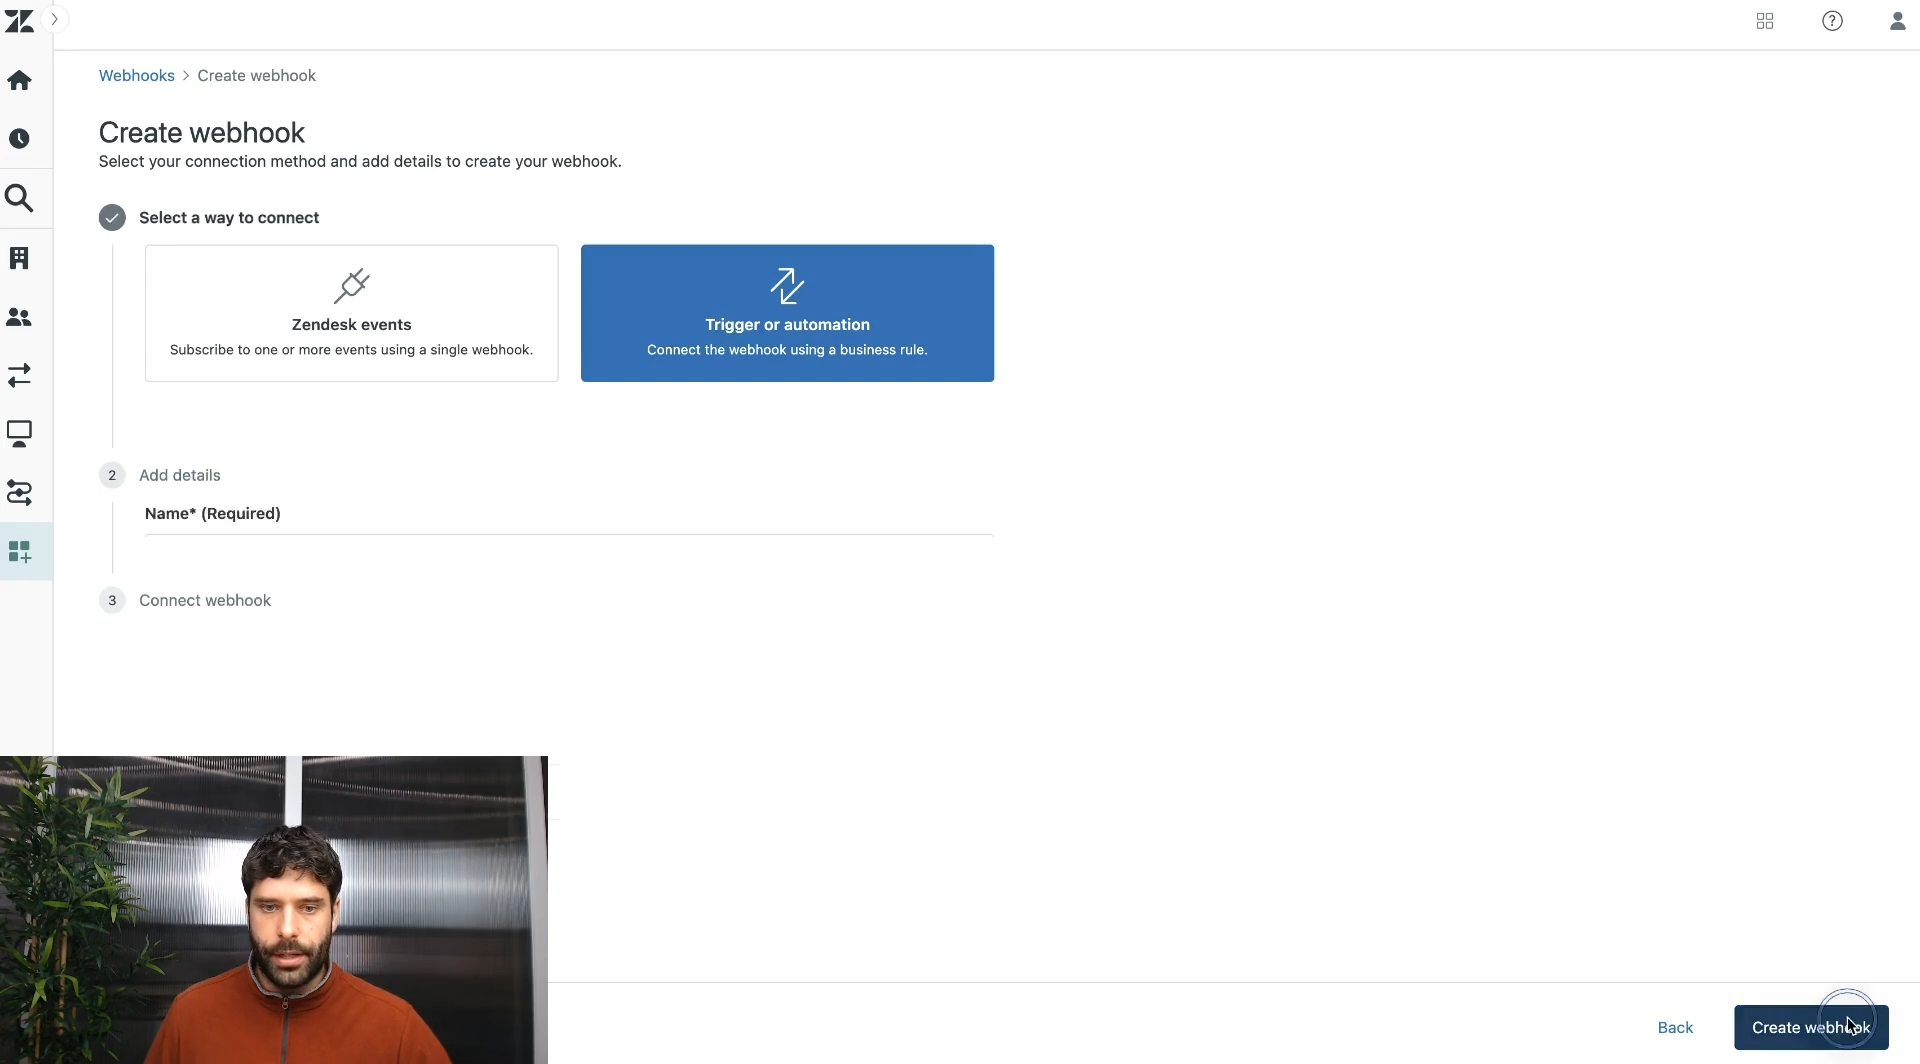 Webhooks > Create webhook
Create webhook
Select your connection method and add details to create your webhook.
Select a way to connect
Zendesk events
Subscribe to one or more events using a single webhook.
Trigger or automation
Connect the webhook using a business rule.
2 Add details
Name* (Required)
3 Connect webhook
Back
Create webhook